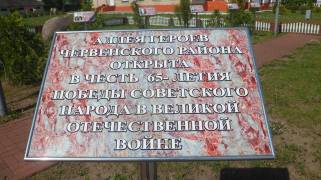 АЛЛЕЯ ГЕРОЕВ
ЧЕРВЕНСКОГО РАЙОНА
ОТКРЫТА
В ЧЕСТЬ 65-ЛЕТИЯ
ПОБЕДЫ СОВЕТСКОГО
НАРОДА В ВЕЛИКОЙ
ОТЕЧЕСТВЕННОЙ
ВОЙНЕ